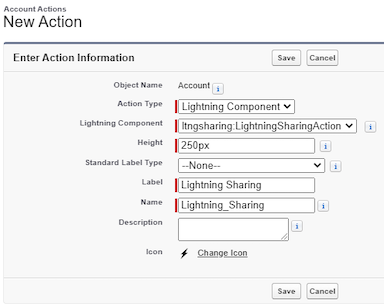 Account Actions
New Action
Enter Action Information
Save Cancel
Object Name Account i
Action Type Lightning Component
Lightning Component ltngsharing:LightningSharingAction i
Height 250px i
Standard Label Type --None-- i
Label Lightning Sharing
Name Lightning_Sharing i
Description i
Icon Change Icon
Save Cancel